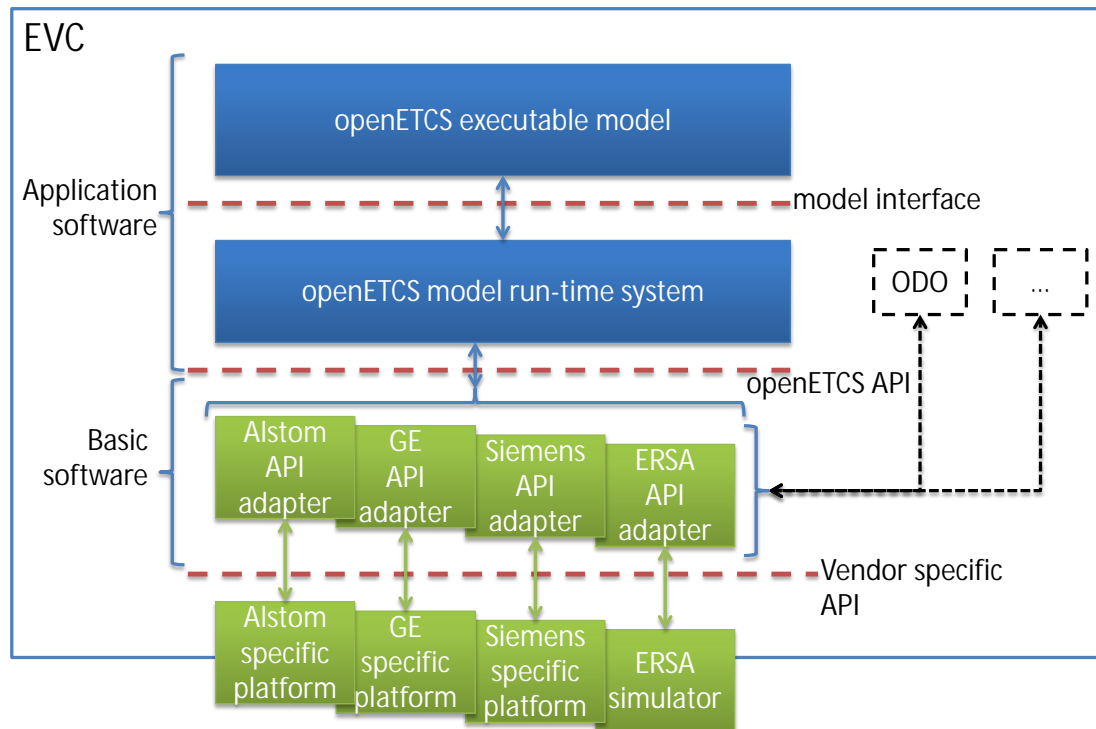 EVC
openETCS executable model
Application
software
model interface
openETCS model run-time system
ODO
...
openETCS API
Basic
software
Alstom
API
adapter
GE
API
adapter
Siemens
API
adapter
ERSA
API
adapter
Vendor specific
API
Alstom
specific
platform
GE
specific
platform
Siemens
specific
platform
ERSA
simulator